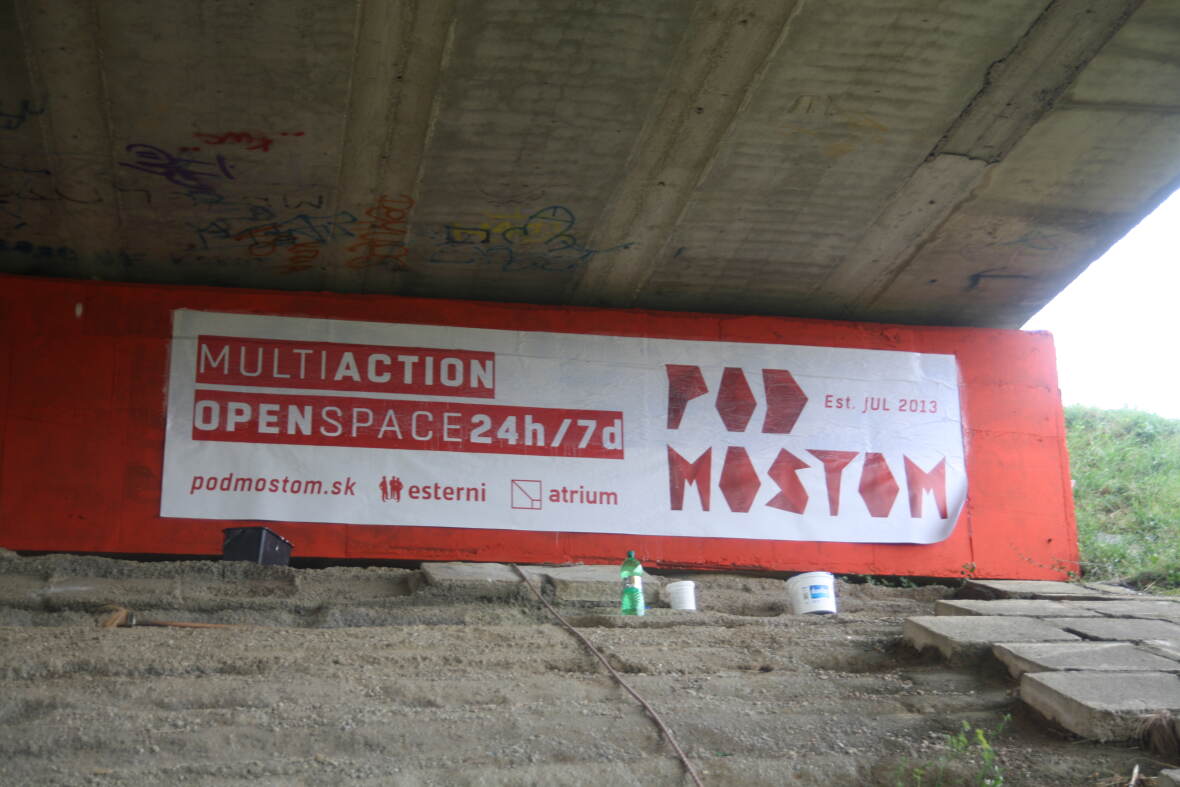 MULTIACTION
OPENSPACE24h/7d
podmostom.sk esterni atrium
POD
MOSTOM
Est. JUL 2013